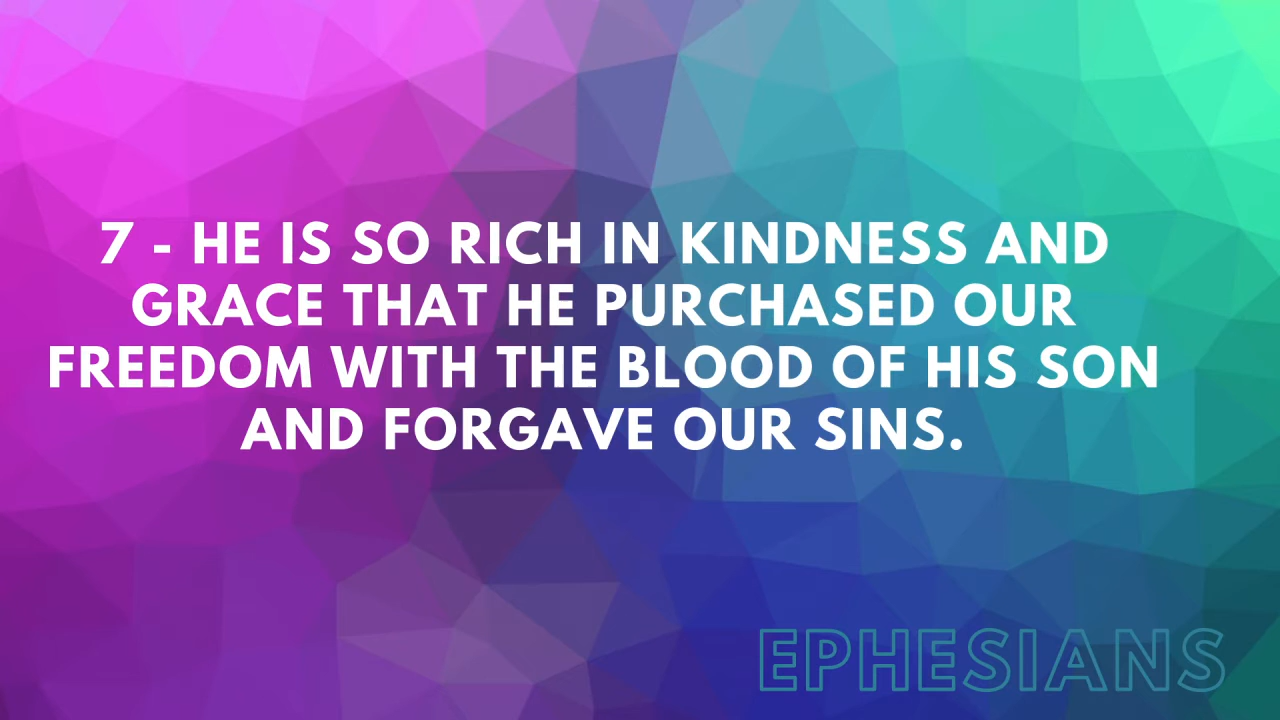 7 - HE IS SO RICH IN KINDNESS AND
GRACE THAT HE PURCHASED OUR
FREEDOM WITH THE BLOOD OF HIS SON
AND FORGAVE OUR SINS.
EPHESIANS